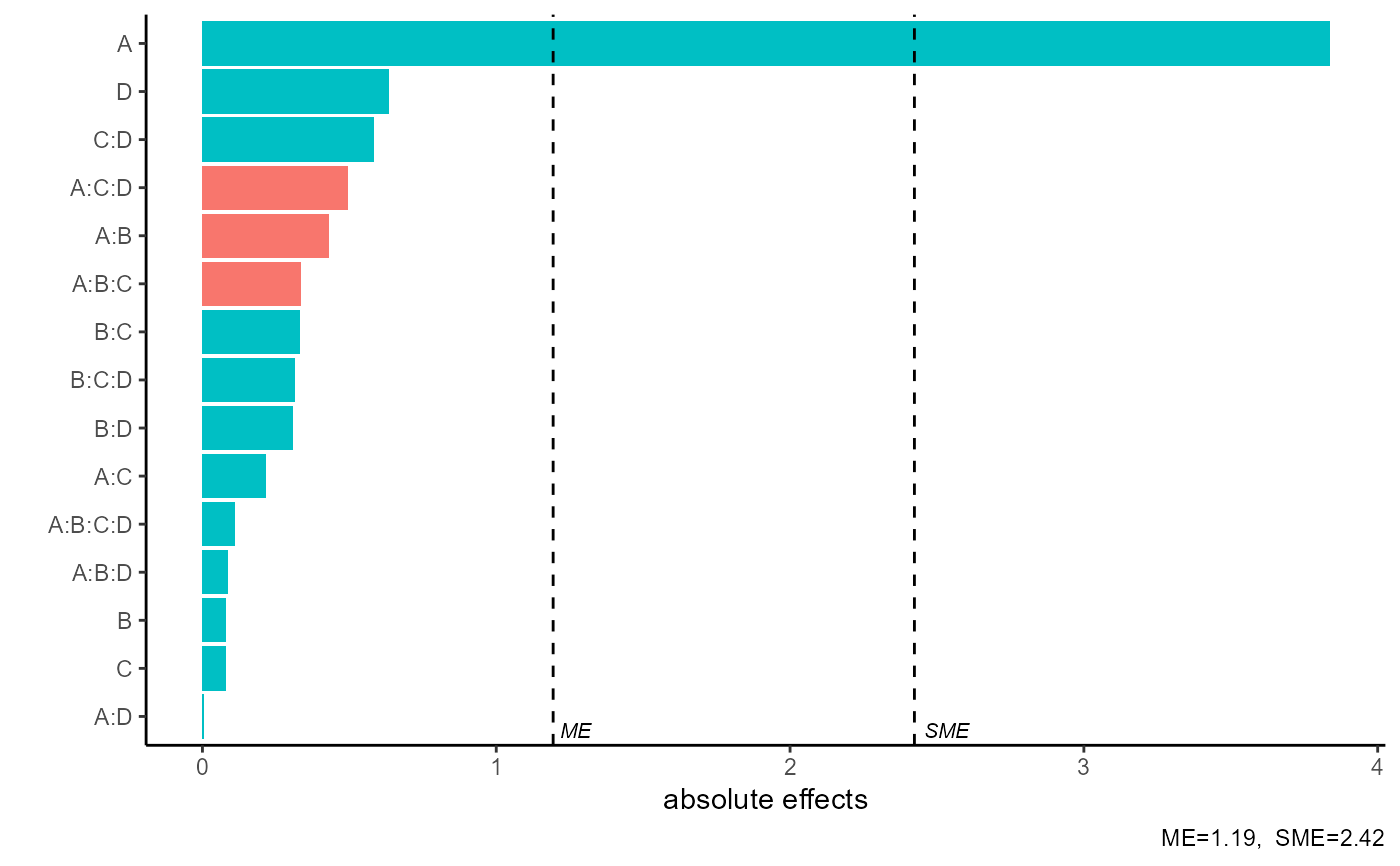 A
D
C:D
A:C:D
A:B
A:B:C
B:C
B:C:D
B:D
A:C
A:B:C:D
A:B:D
B
C
A:D
ME SME
0 1 2 3 4
absolute effects
ME=1.19, SME=2.42